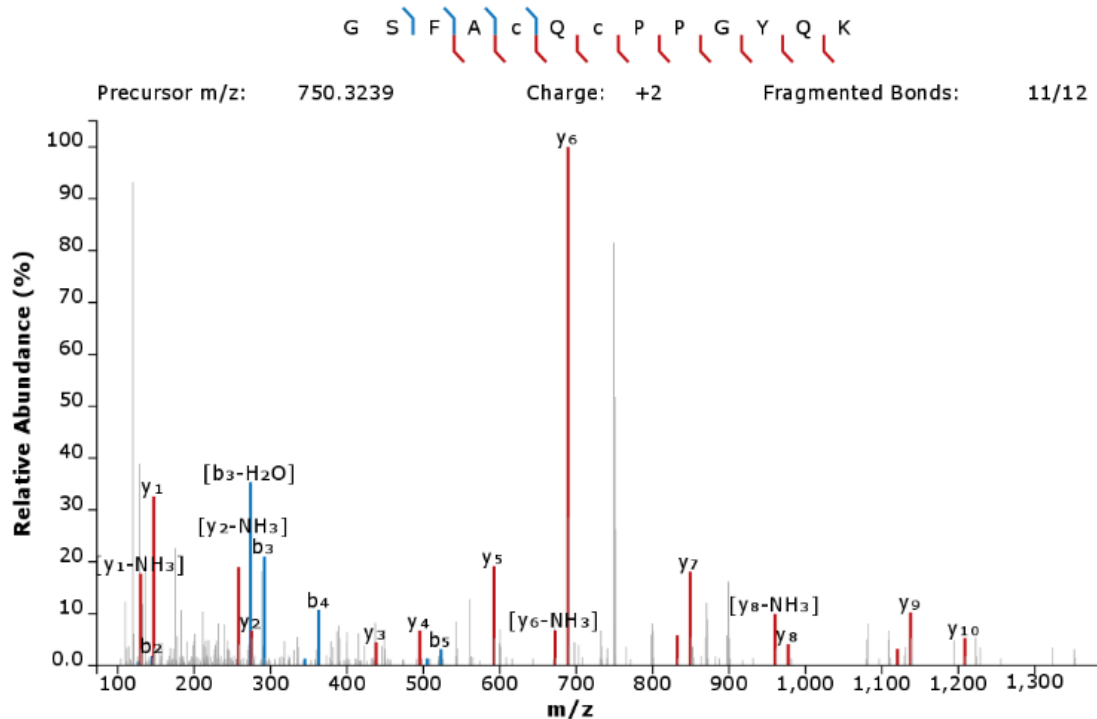 G S F A c Q c P P G Y Q K
Precursor m/z: 750.3239 Charge: +2 Fragmented Bonds: 11/12
Relative Abundance (%)
100
90
80
70
60
50
40
30
20
10
0.0
[y₁-NH₃]
y₁
b₂
[b₃-H₂O]
[y₂-NH₃]
b₃
y₂
b₄
y₃
y₄
b₅
y₅
[y₆-NH₃]
y₆
y₇
[y₈-NH₃]
y₈
y₉
y₁₀
100 200 300 400 500 600 700 800 900 1,000 1,100 1,200 1,300
m/z